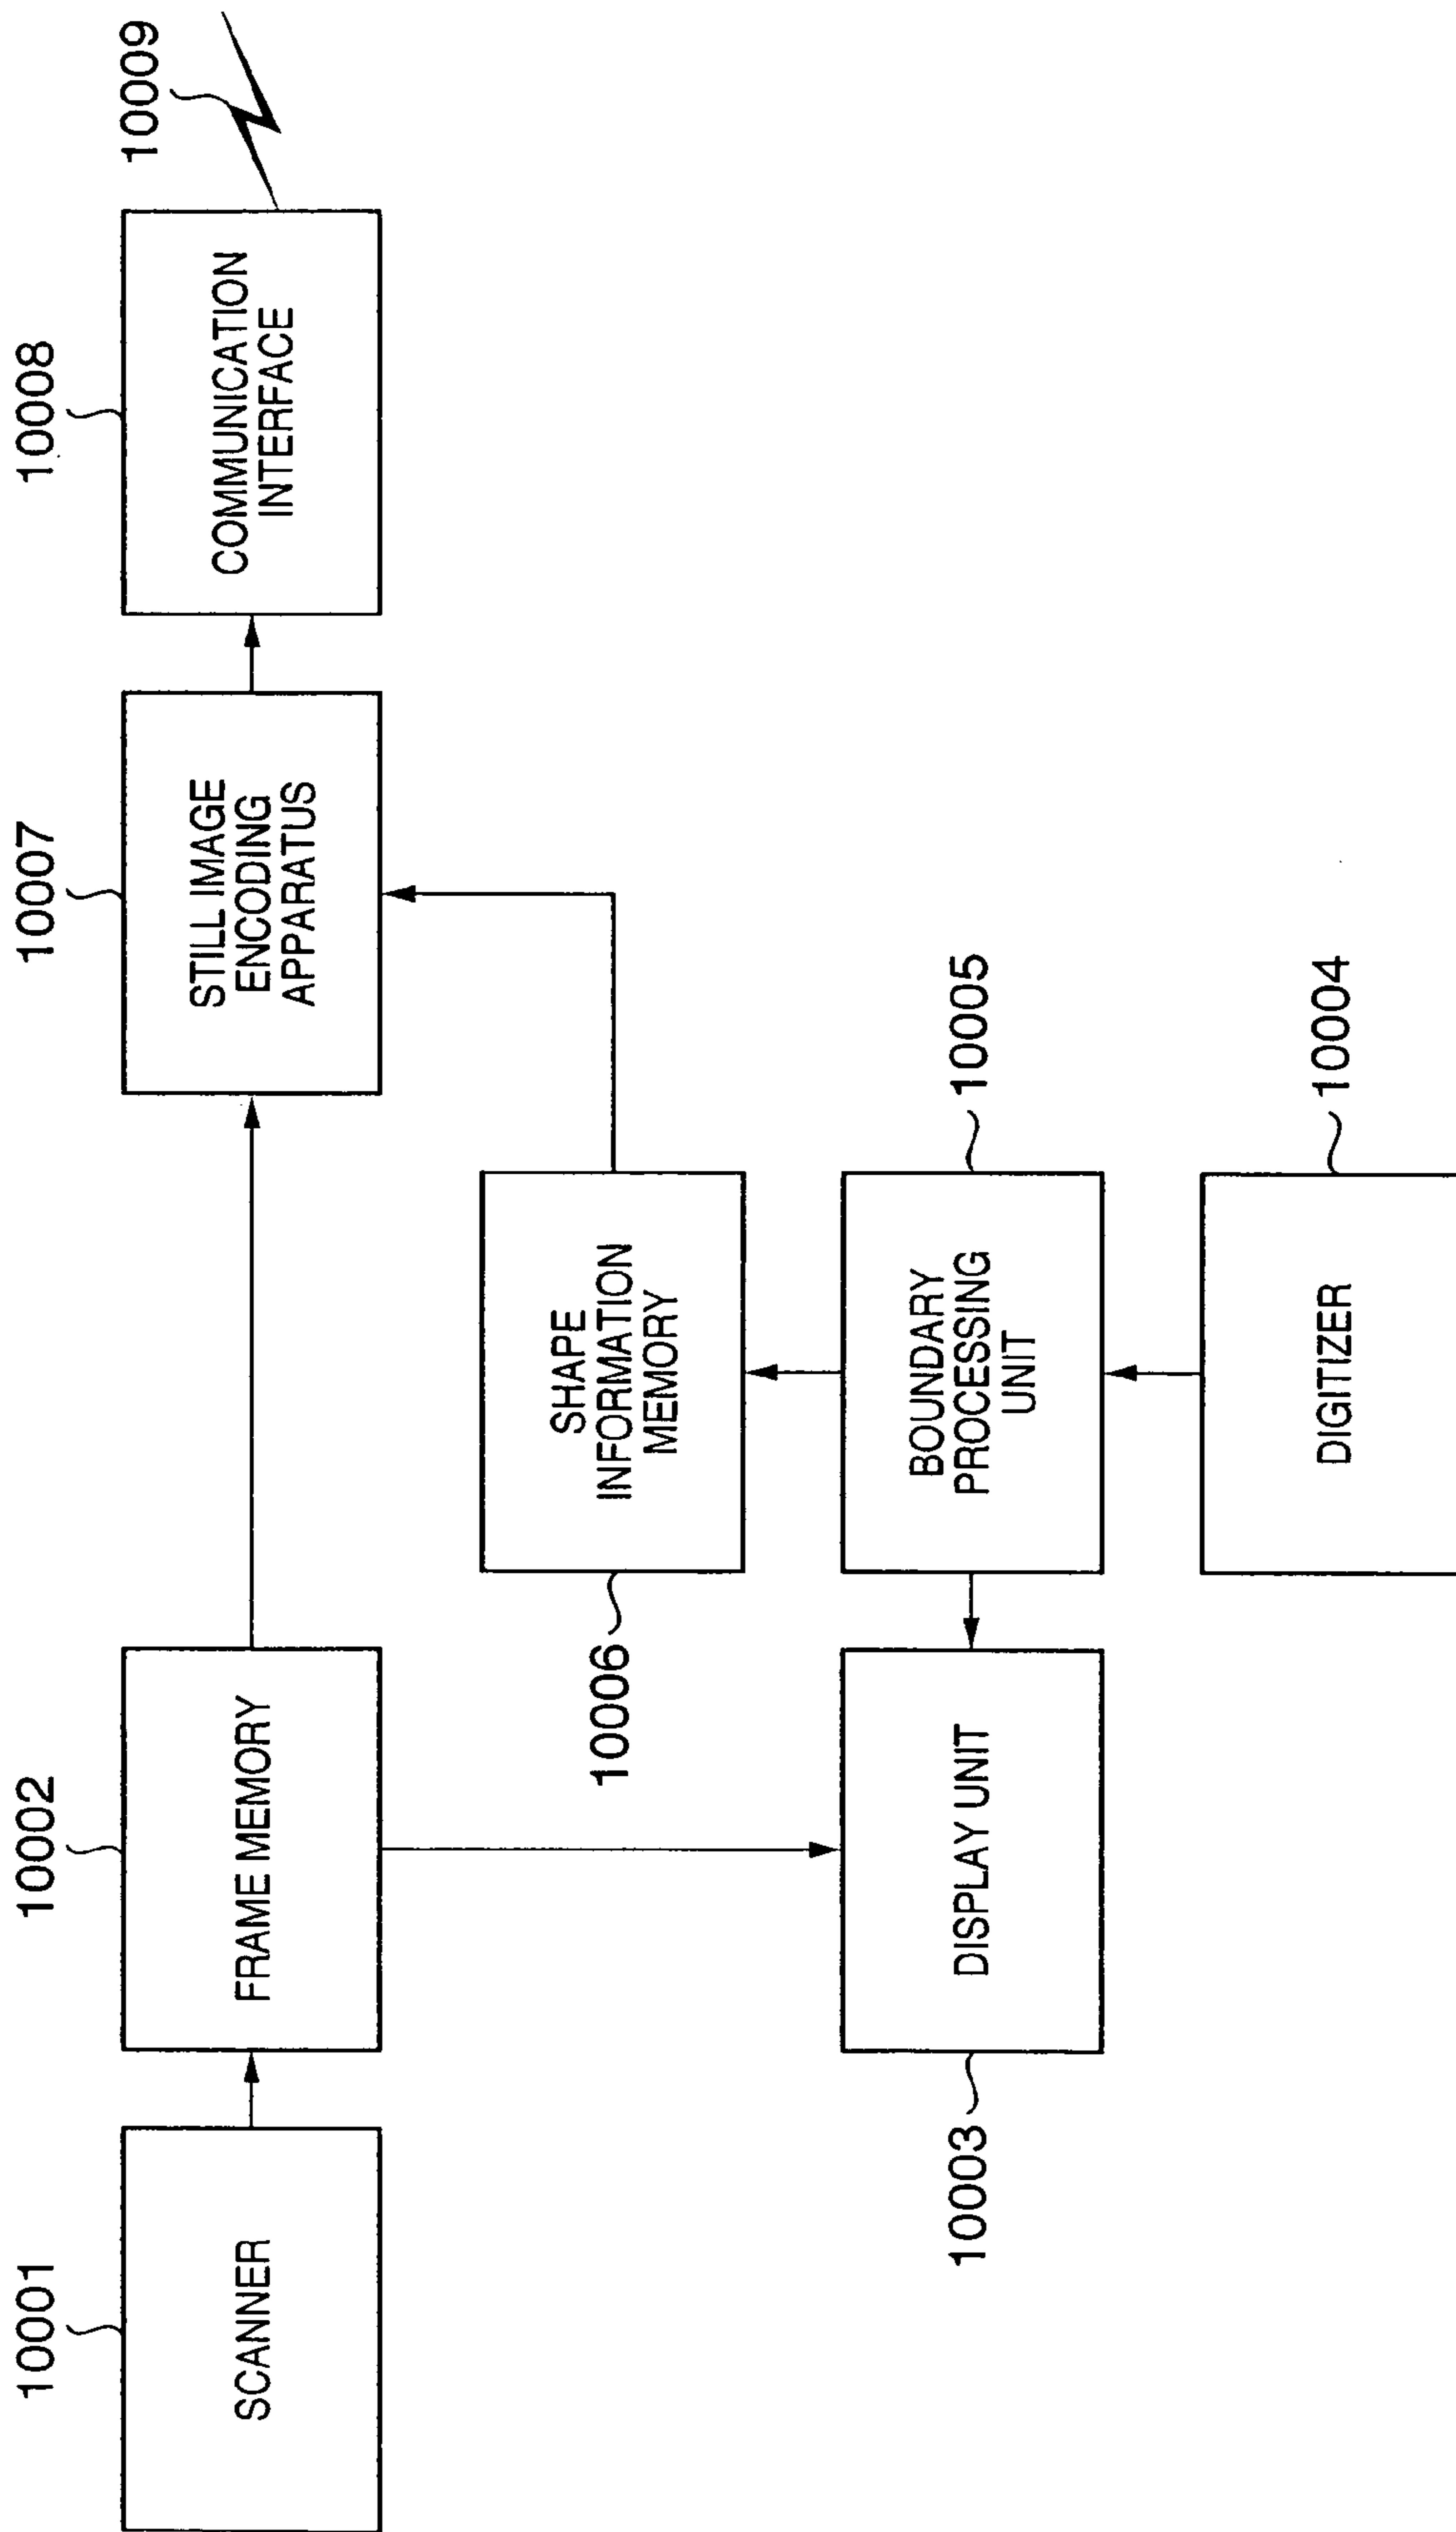 10001
SCANNER
10002
FRAME MEMORY
10007
STILL IMAGE
ENCODING
APPARATUS
10008
COMMUNICATION
INTERFACE
10009
10006
SHAPE
INFORMATION
MEMORY
10003
DISPLAY UNIT
BOUNDARY
PROCESSING
UNIT
10005
DIGITIZER
10004